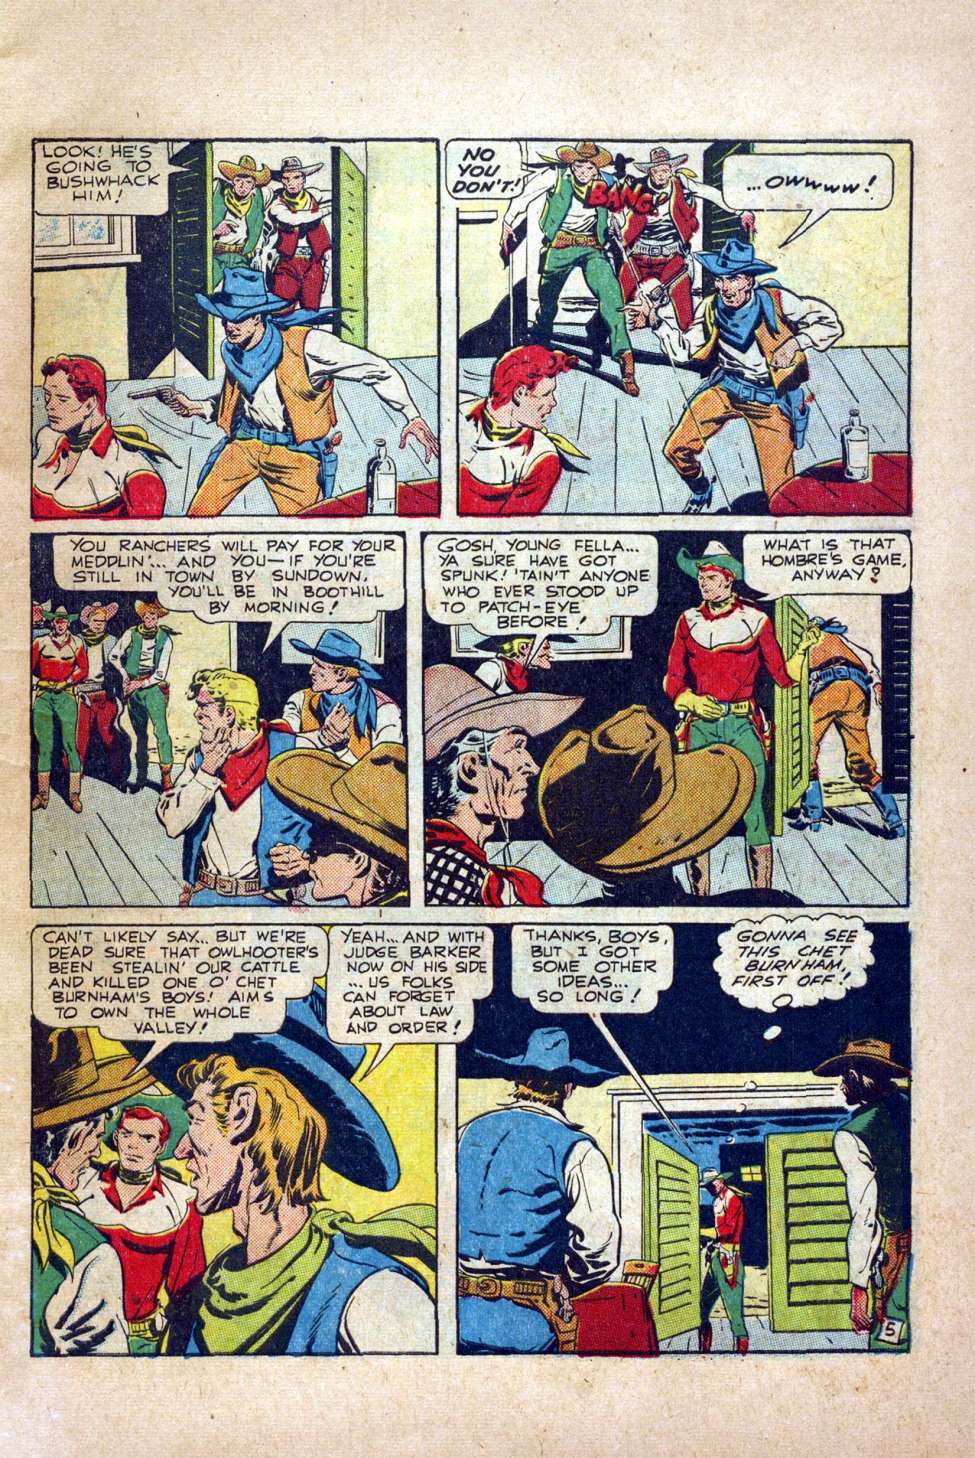 LOOK! HE'S
GOING TO
BUSHWHACK
HIM!
NO
YOU
DON'T!
BANG!
...OWWWW!
YOU RANCHERS WILL PAY FOR YOUR
MEDDLIN'... AND YOU—IF YOU'RE
STILL IN TOWN BY SUNDOWN,
YOU'LL BE IN BOOTHILL
BY MORNING!
GOSH, YOUNG FELLA...
YA SURE HAVE GOT
SPUNK! 'TAIN'T ANYONE
WHO EVER STOOD UP
TO PATCH-EYE
BEFORE!
WHAT IS THAT
HOMBRE'S GAME,
ANYWAY?
CAN'T LIKELY SAY... BUT WE'RE
DEAD SURE THAT OWLHOOTER'S
BEEN STEALIN' OUR CATTLE
AND KILLED ONE O' CHET
BURNHAM'S BOYS! AIMS
TO OWN THE WHOLE
VALLEY!
YEAH... AND WITH
JUDGE BARKER
NOW ON HIS SIDE
...US FOLKS
CAN FORGET
ABOUT LAW
AND ORDER!
THANKS, BOYS,
BUT I GOT
SOME OTHER
IDEAS...
SO LONG!
GONNA SEE
THIS CHET
BURNHAM,
FIRST OFF!
5